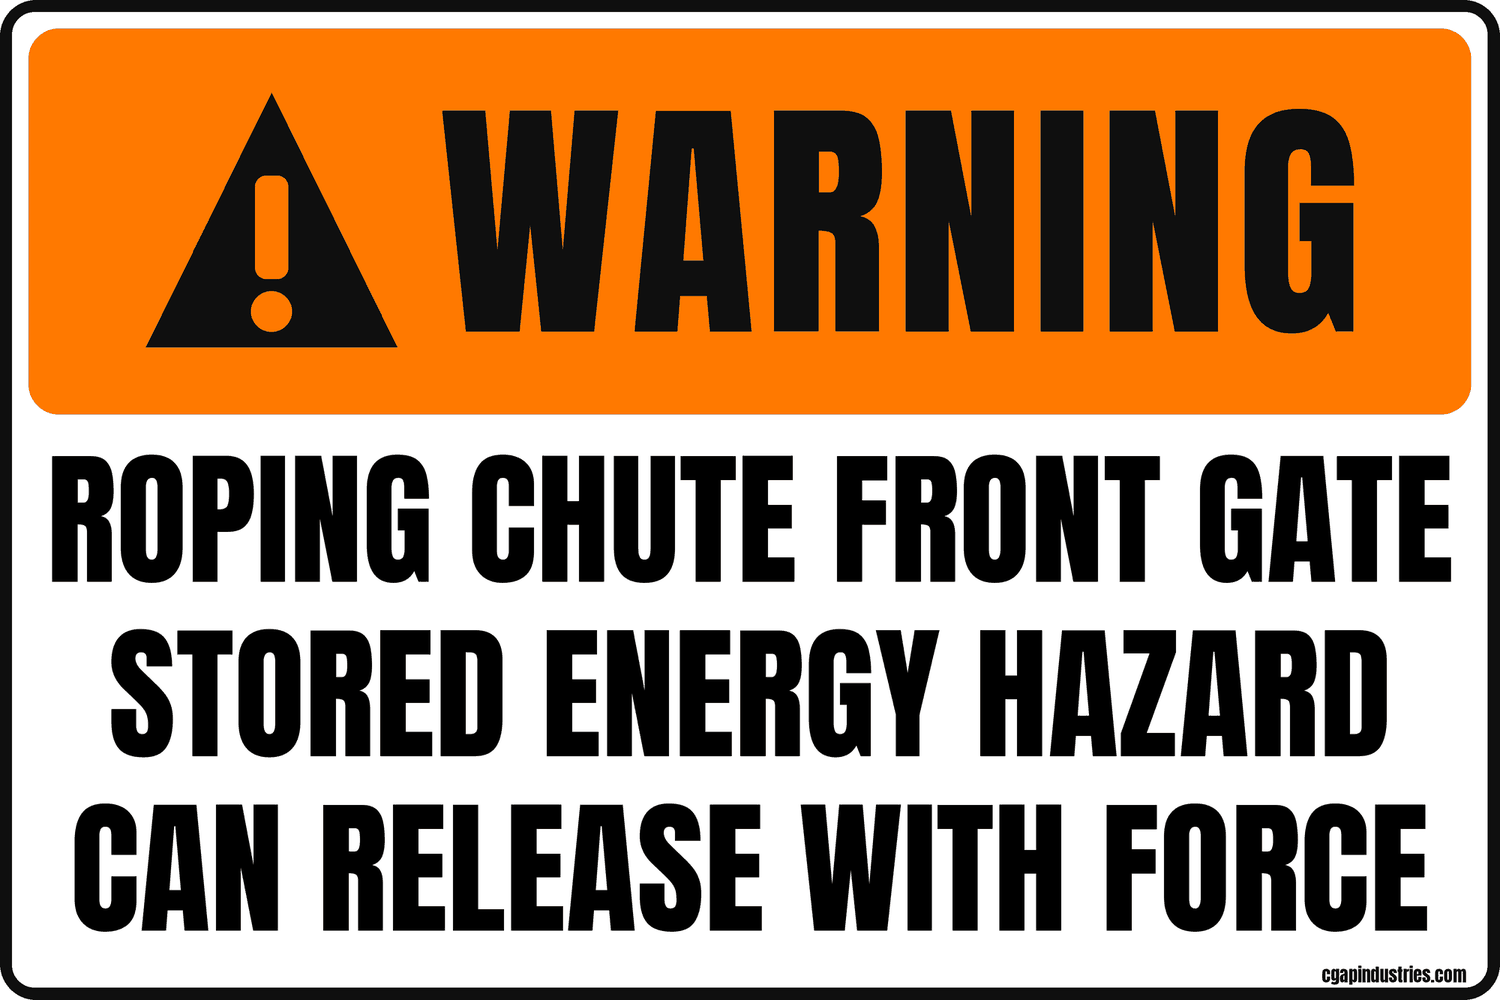 WARNING
ROPING CHUTE FRONT GATE
STORED ENERGY HAZARD
CAN RELEASE WITH FORCE
cgapindustries.com